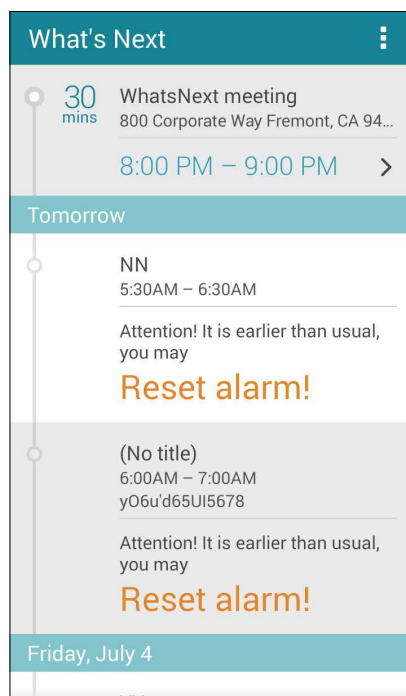 What's Next
30
mins
WhatsNext meeting
800 Corporate Way Fremont, CA 94...
8:00 PM – 9:00 PM
Tomorrow
NN
5:30AM – 6:30AM
Attention! It is earlier than usual,
you may
Reset alarm!
(No title)
6:00AM – 7:00AM
yO6u'd65UI5678
Attention! It is earlier than usual,
you may
Reset alarm!
Friday, July 4